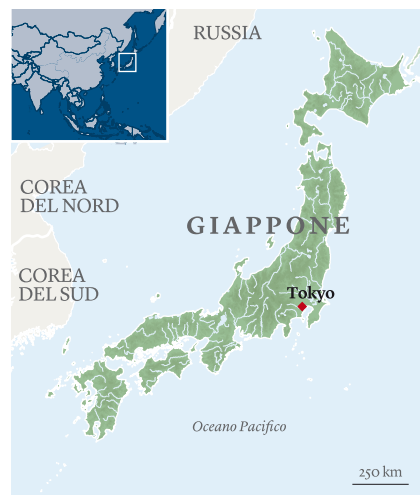 RUSSIA
COREA
DEL NORD
GIAPPONE
COREA
DEL SUD
Tokyo
Oceano Pacifico
250 km